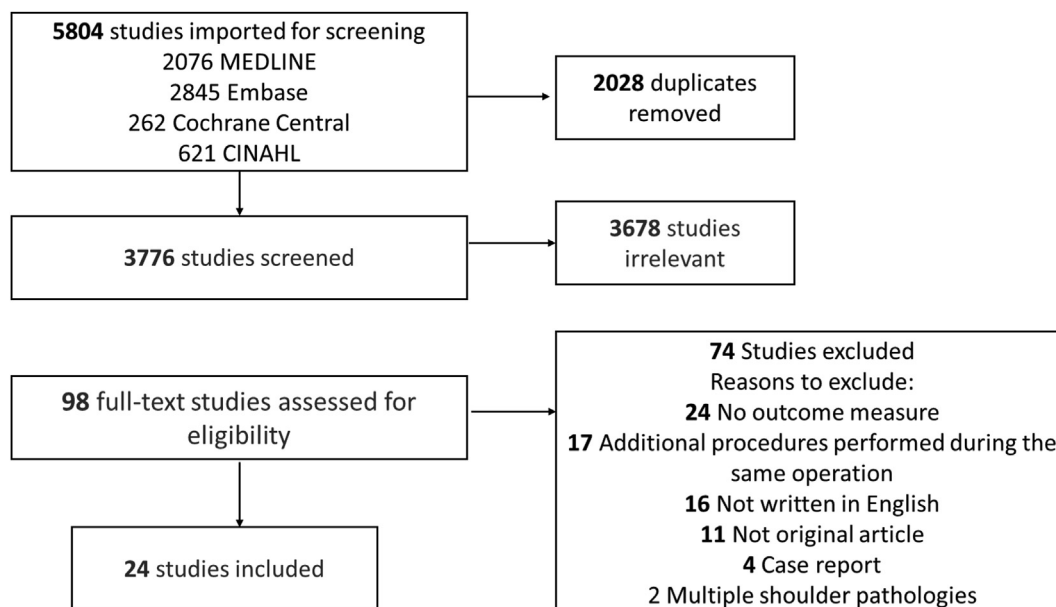 5804 studies imported for screening
2076 MEDLINE
2845 Embase
262 Cochrane Central
621 CINAHL
2028 duplicates
removed
3776 studies screened
3678 studies
irrelevant
98 full-text studies assessed for
eligibility
74 Studies excluded
Reasons to exclude:
24 No outcome measure
17 Additional procedures performed during the
same operation
16 Not written in English
11 Not original article
4 Case report
2 Multiple shoulder pathologies
24 studies included